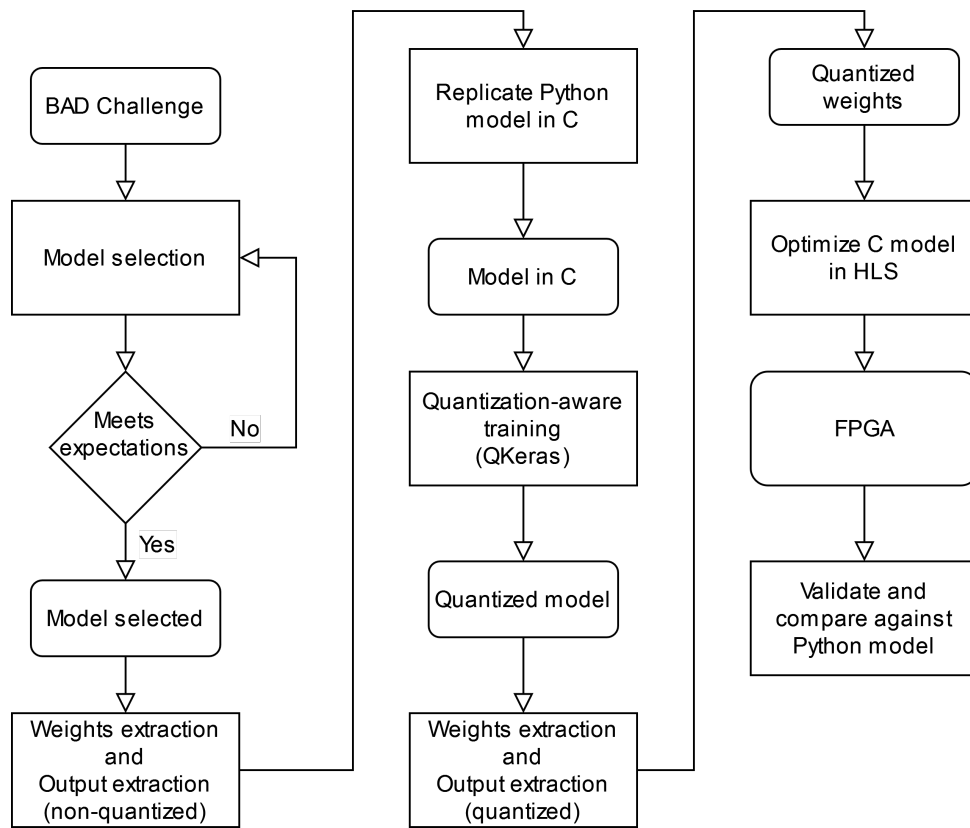 BAD Challenge
Model selection
Meets
expectations
No
Yes
Model selected
Weights extraction
and
Output extraction
(non-quantized)
Replicate Python
model in C
Model in C
Quantization-aware
training
(QKeras)
Quantized model
Weights extraction
and
Output extraction
(quantized)
Quantized
weights
Optimize C model
in HLS
FPGA
Validate and
compare against
Python model